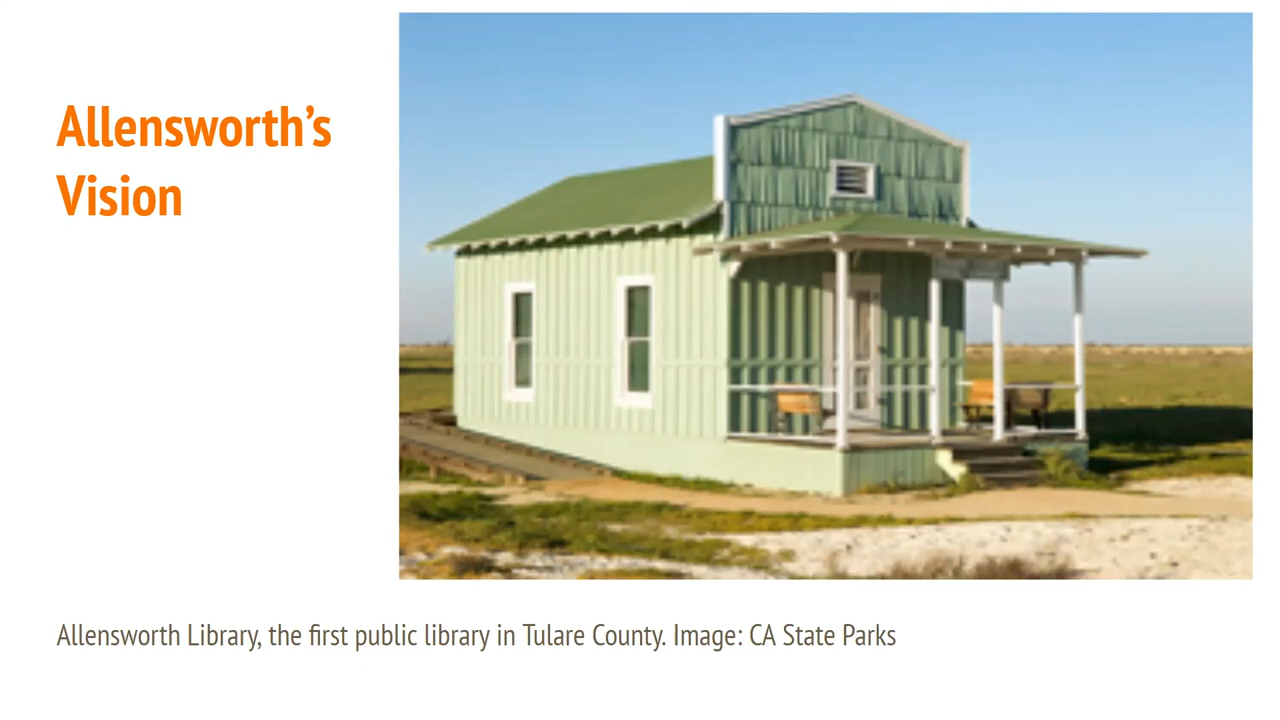 Allensworth’s
Vision
Allensworth Library, the first public library in Tulare County. Image: CA State Parks